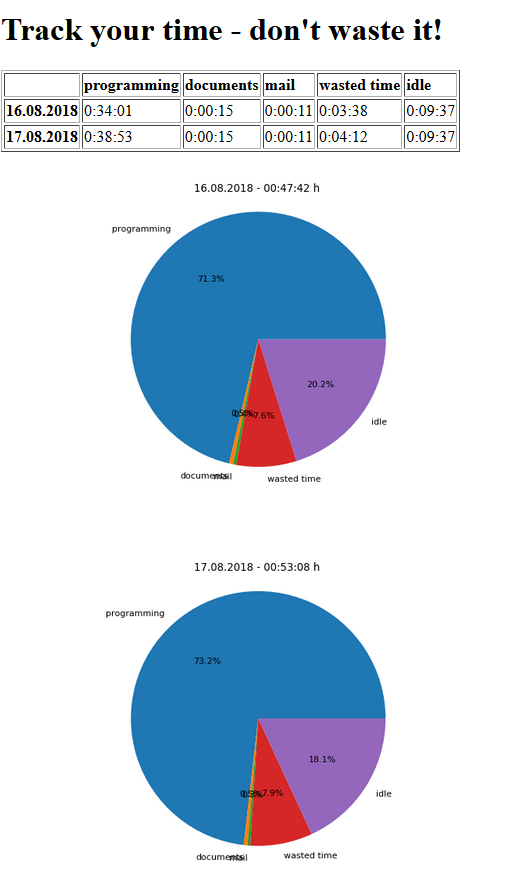 Track your time - don't waste it!
programming documents mail wasted time idle
16.08.2018 0:34:01 0:00:15 0:00:11 0:03:38 0:09:37
17.08.2018 0:38:53 0:00:15 0:00:11 0:04:12 0:09:37
16.08.2018 - 00:47:42 h
programming
71.3%
20.2%
7.6%
idle
documents mail wasted time
17.08.2018 - 00:53:08 h
programming
73.2%
18.1%
7.9%
idle
documents mail wasted time